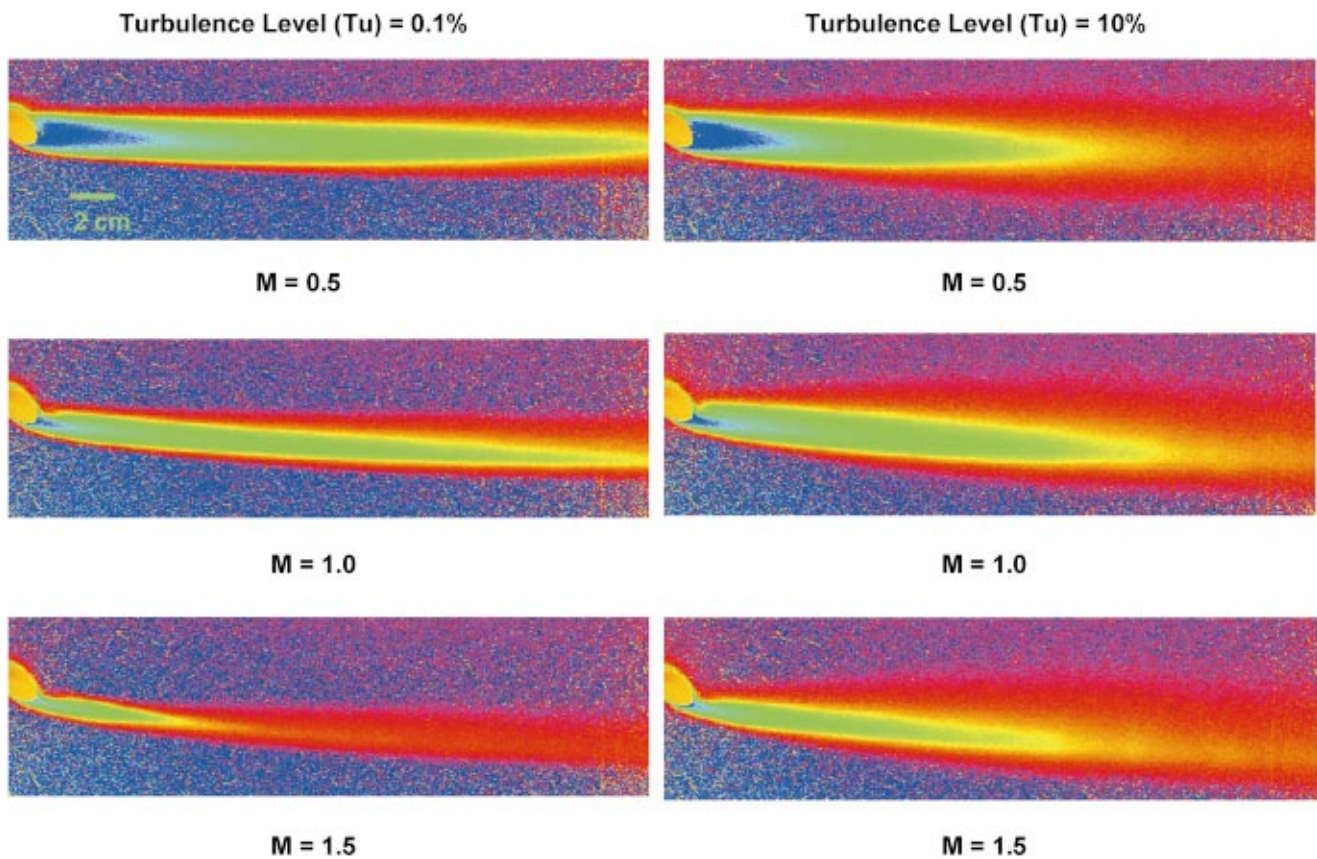 Turbulence Level (Tu) = 0.1%
Turbulence Level (Tu) = 10%
2 cm
M = 0.5
M = 0.5
M = 1.0
M = 1.0
M = 1.5
M = 1.5